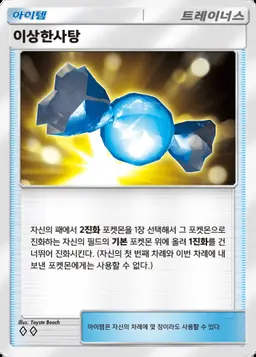 아이템
트레이너스
이상한사탕
자신의 패에서 2진화 포켓몬을 1장 선택해서 그 포켓몬으로
진화하는 자신의 필드의 기본 포켓몬 위에 올려 1진화를 건
너뛰어 진화시킨다. (자신의 첫 번째 차례와 이번 차례에 내
보낸 포켓몬에게는 사용할 수 없다.)
Illus. Toyste Beach
아이템은 자신의 차례에 몇 장이라도 사용할 수 있다.